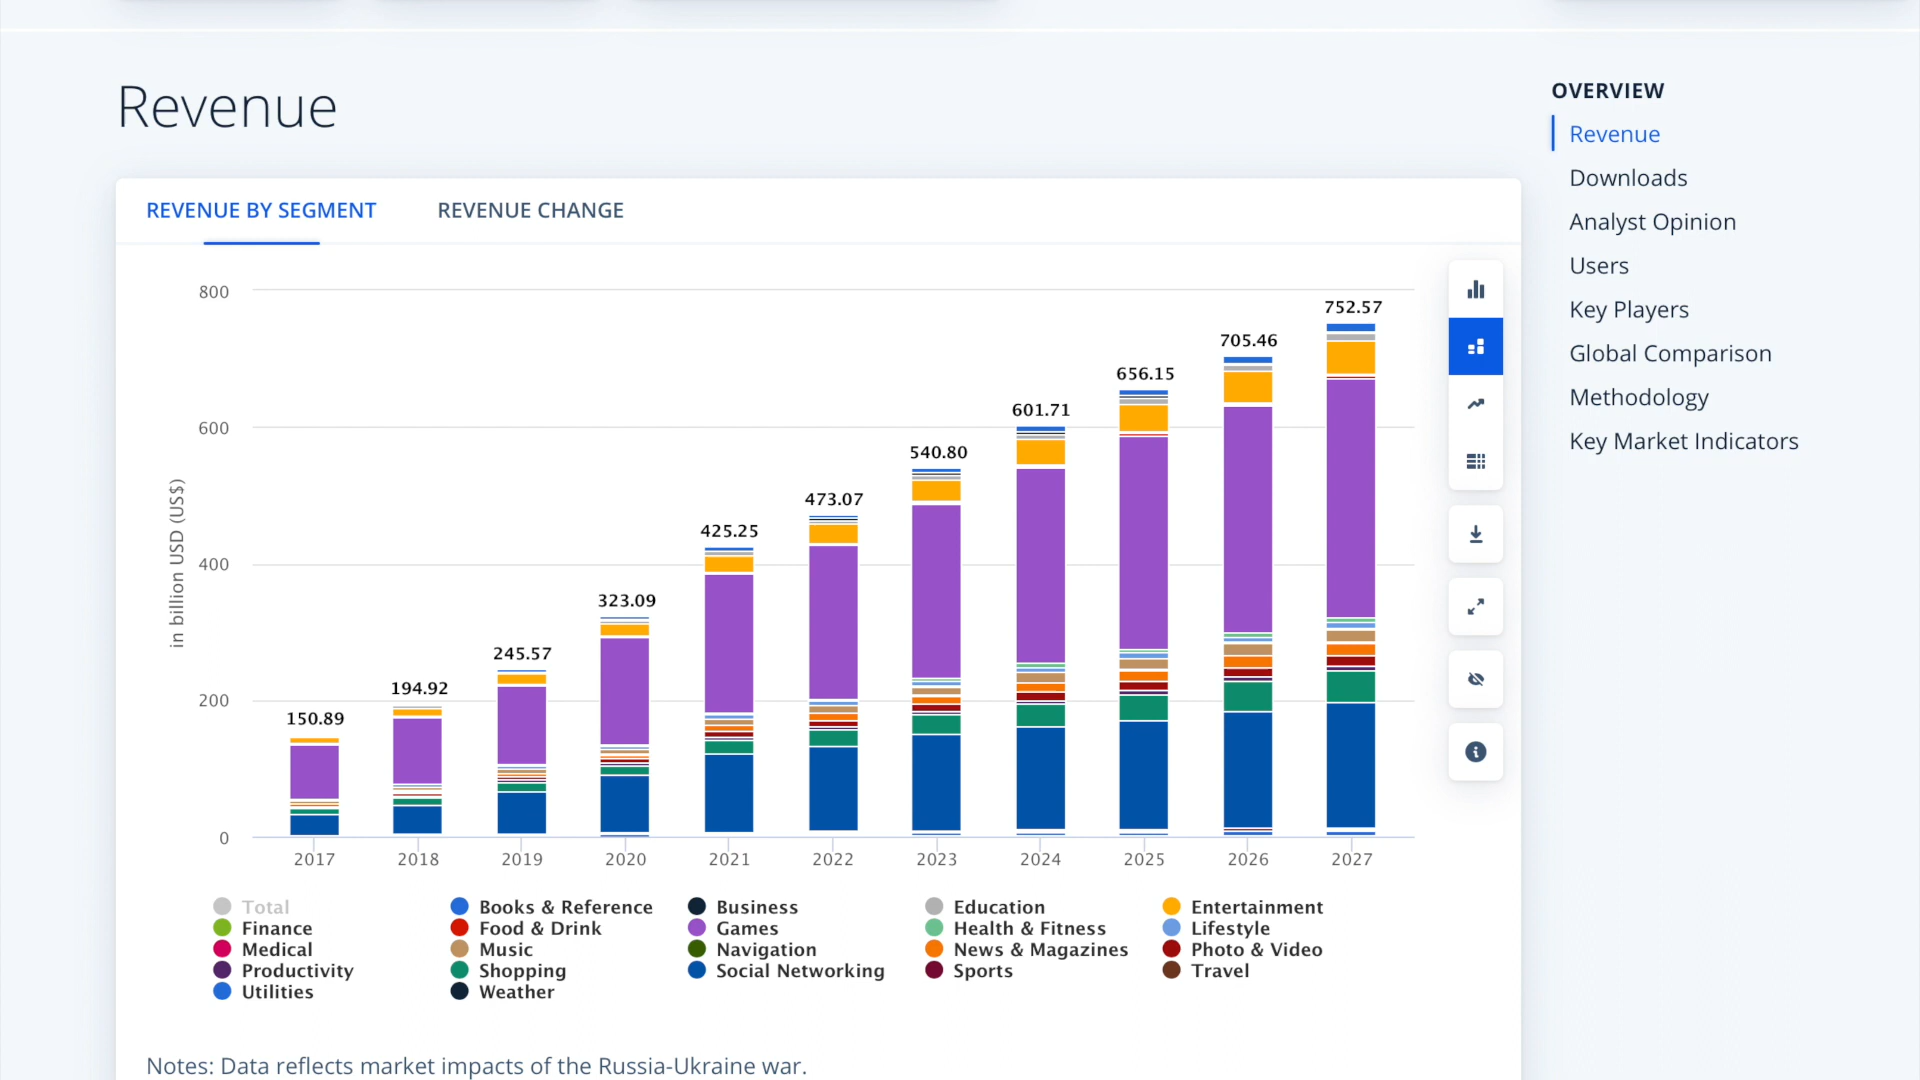 Revenue
REVENUE BY SEGMENT
REVENUE CHANGE
in billion USD (US$)
800
600
400
200
0
150.89
194.92
245.57
323.09
425.25
473.07
540.80
601.71
656.15
705.46
752.57
2017 2018 2019 2020 2021 2022 2023 2024 2025 2026 2027
Total Books & Reference Business Education Entertainment
Finance Food & Drink Games Health & Fitness Lifestyle
Medical Music Navigation News & Magazines Photo & Video
Productivity Shopping Social Networking Sports Travel
Utilities Weather
Notes: Data reflects market impacts of the Russia-Ukraine war.
OVERVIEW
Revenue
Downloads
Analyst Opinion
Users
Key Players
Global Comparison
Methodology
Key Market Indicators